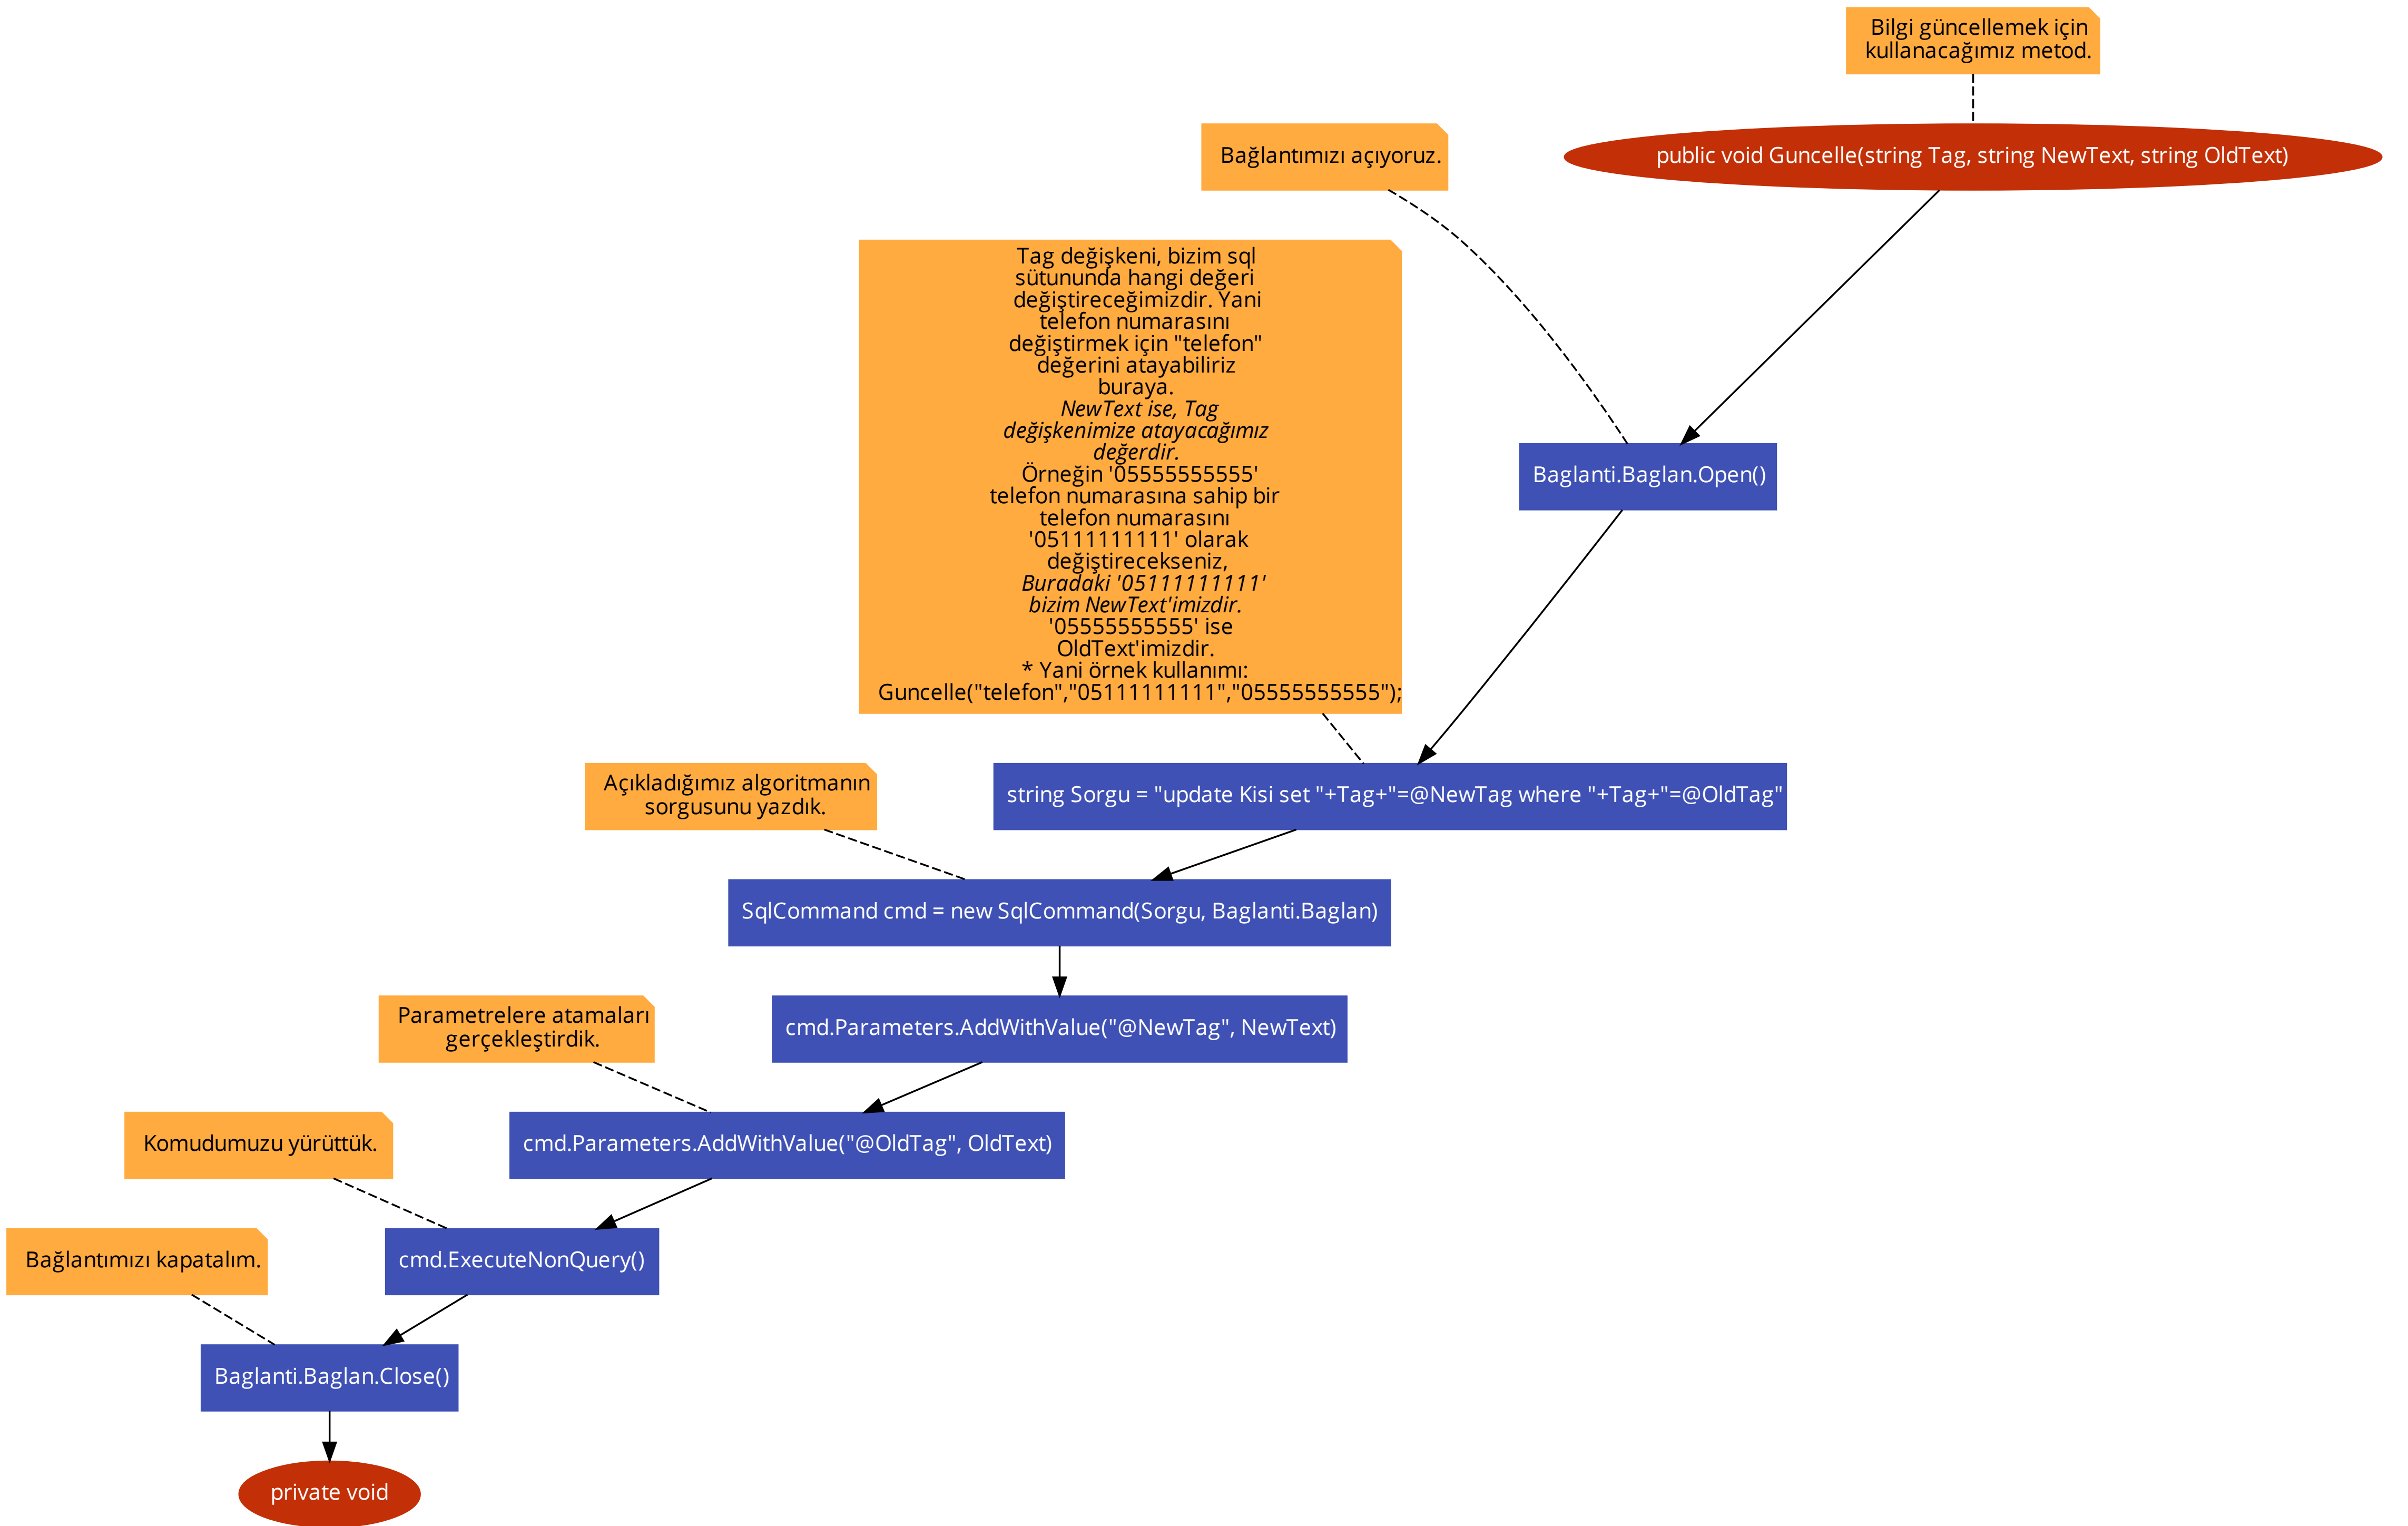 Bilgi güncellemek için
kullanacağımız metod.
public void Guncelle(string Tag, string NewText, string OldText)
Bağlantımızı açıyoruz.
Baglanti.Baglan.Open()
Tag değişkeni, bizim sql
sütununda hangi değeri
değiştireceğimizdir. Yani
telefon numarasını
değiştirmek için "telefon"
değerini atayabiliriz
buraya.
NewText ise, Tag
değişkenimize atayacağımız
değerdir.
Örneğin '05555555555'
telefon numarasına sahip bir
telefon numarasını
'05111111111' olarak
değiştirecekseniz,
Buradaki '05111111111'
bizim NewText'imizdir.
'05555555555' ise
OldText'imizdir.
* Yani örnek kullanımı:
Guncelle("telefon","05111111111","05555555555");
string Sorgu = "update Kisi set "+Tag+"=@NewTag where "+Tag+"=@OldTag"
Açıkladığımız algoritmanın
sorgusunu yazdık.
SqlCommand cmd = new SqlCommand(Sorgu, Baglanti.Baglan)
cmd.Parameters.AddWithValue("@NewTag", NewText)
Parametrelere atamaları
gerçekleştirdik.
cmd.Parameters.AddWithValue("@OldTag", OldText)
Komudumuzu yürüttük.
cmd.ExecuteNonQuery()
Bağlantımızı kapatalım.
Baglanti.Baglan.Close()
private void